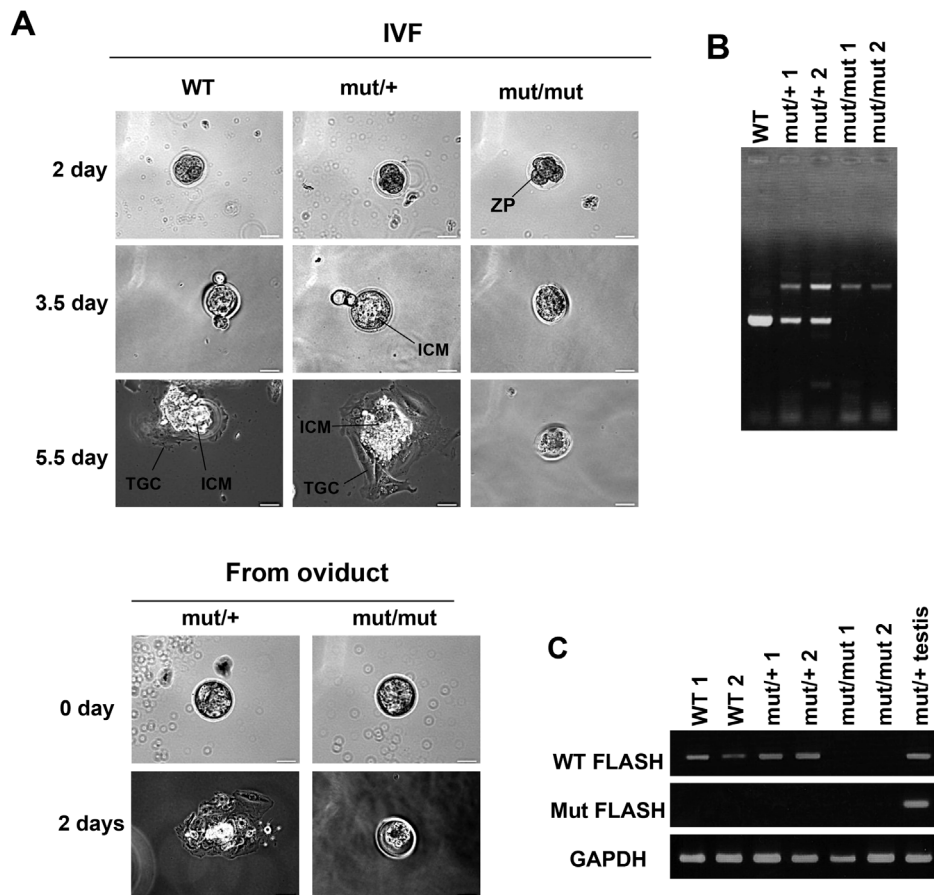 A
IVF
WT
mut/+
mut/mut
2 day
ZP
3.5 day
ICM
5.5 day
TGC
ICM
ICM
TGC
From oviduct
mut/+
mut/mut
0 day
2 days
B
WT
mut/+ 1
mut/+ 2
mut/mut 1
mut/mut 2
C
WT 1
WT 2
mut/+ 1
mut/+ 2
mut/mut 1
mut/mut 2
mut/+ testis
WT FLASH
Mut FLASH
GAPDH